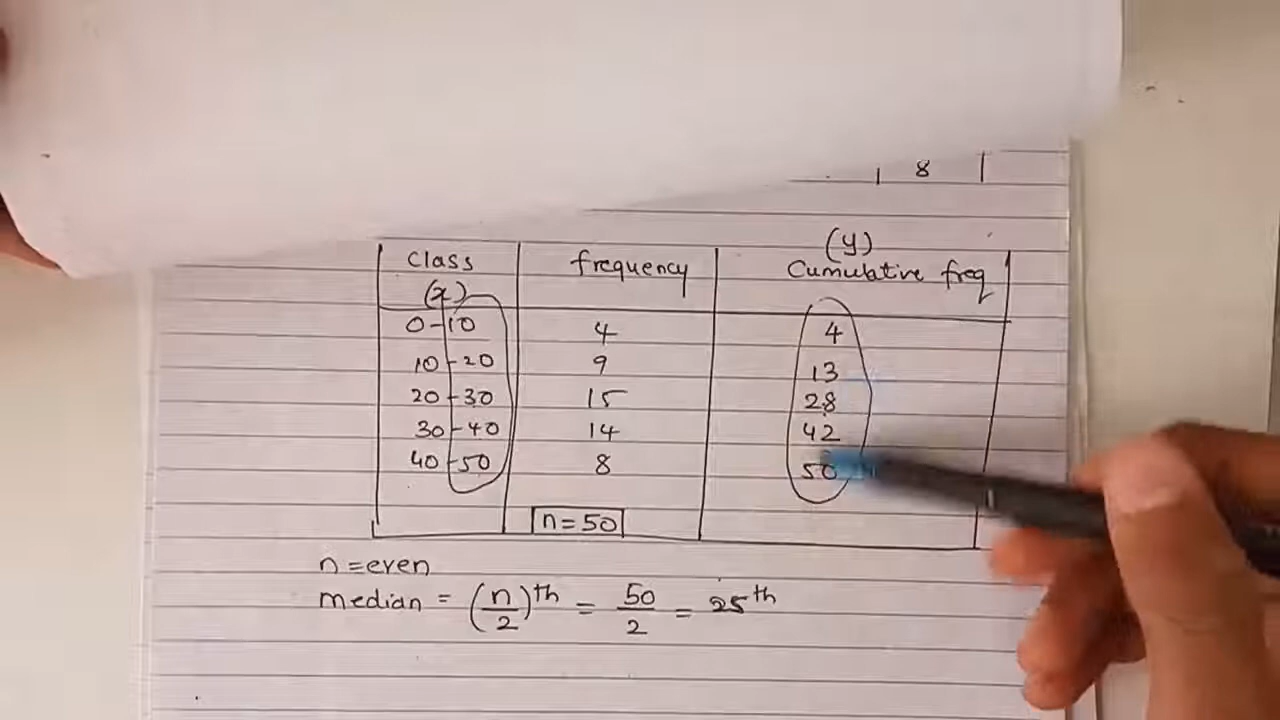 8
(y)
class frequency Cumulative freq
(x)
0-10 4 4
10-20 9 13
20-30 15 28
30-40 14 42
40-50 8 50
n=50
n=even
median = (n/2)th = 50/2 = 25th